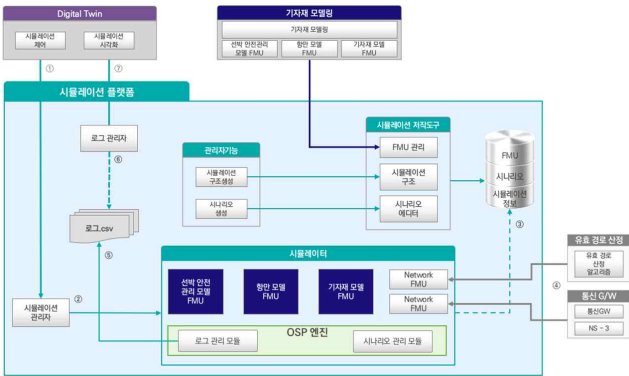 Digital Twin
시뮬레이션
제어
시뮬레이션
시각화
기자재 모델링
기자재 모델링
선박 안전관리
모델 FMU
항만 모델
FMU
기자재 모델
FMU
①
⑦
시뮬레이션 플랫폼
로그 관리자
⑥
로그.csv
⑤
관리자기능
시뮬레이션
구조생성
시나리오
생성
시뮬레이션 저작도구
FMU 관리
시뮬레이션
구조
시나리오
에디터
FMU
시나리오
시뮬레이션
정보
③
시뮬레이션
관리자
②
시뮬레이터
선박 안전
관리 모델
FMU
항만 모델
FMU
기자재 모델
FMU
Network
FMU
Network
FMU
OSP 엔진
로그 관리 모듈
시나리오 관리 모듈
④
유효 경로 산정
유효 경로
산정
알고리즘
통신 G/W
통신GW
NS - 3